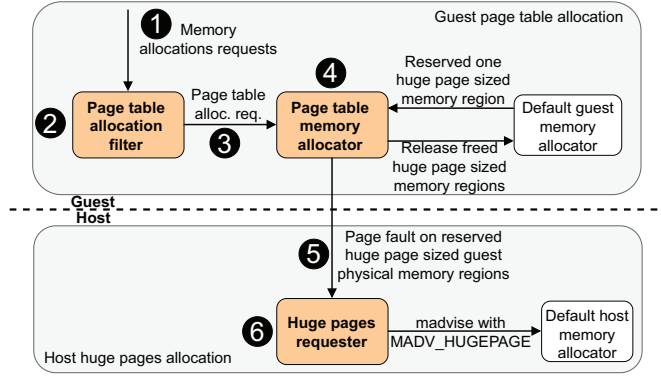 Guest page table allocation
1
Memory
allocations requests
2
Page table
allocation
filter
Page table
alloc. req.
3
4
Page table
memory
allocator
Reserved one
huge page sized
memory region
Default guest
memory
allocator
Release freed
huge page sized
memory regions
Guest
Host
5
Page fault on reserved
huge page sized guest
physical memory regions
6
Huge pages
requester
madvise with
MADV_HUGEPAGE
Default host
memory
allocator
Host huge pages allocation